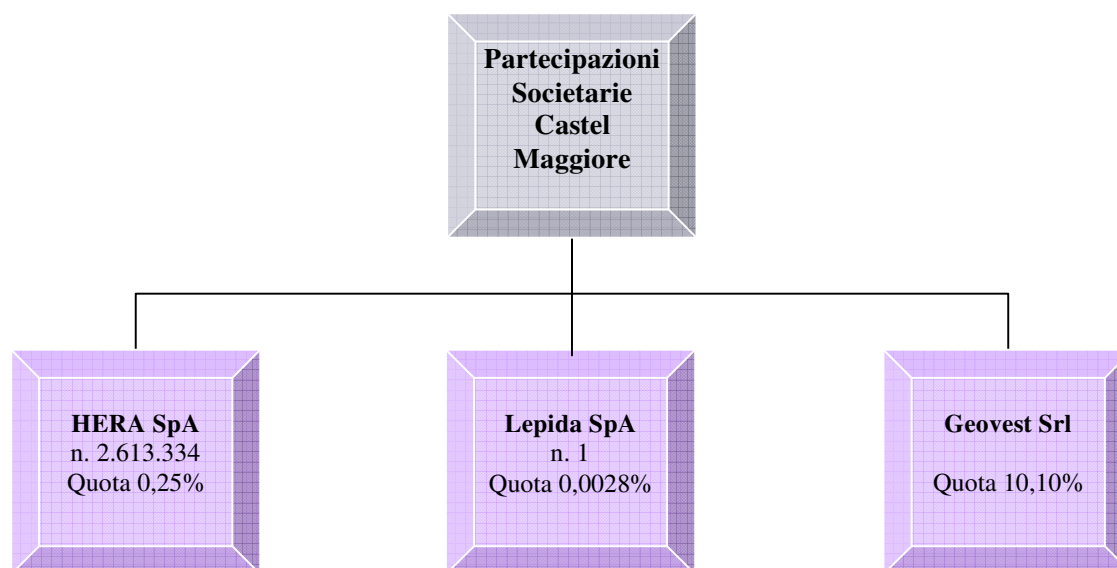 Partecipazioni
Societarie
Castel
Maggiore
HERA SpA
n. 2.613.334
Quota 0,25%
Lepida SpA
n. 1
Quota 0,0028%
Geovest Srl
Quota 10,10%